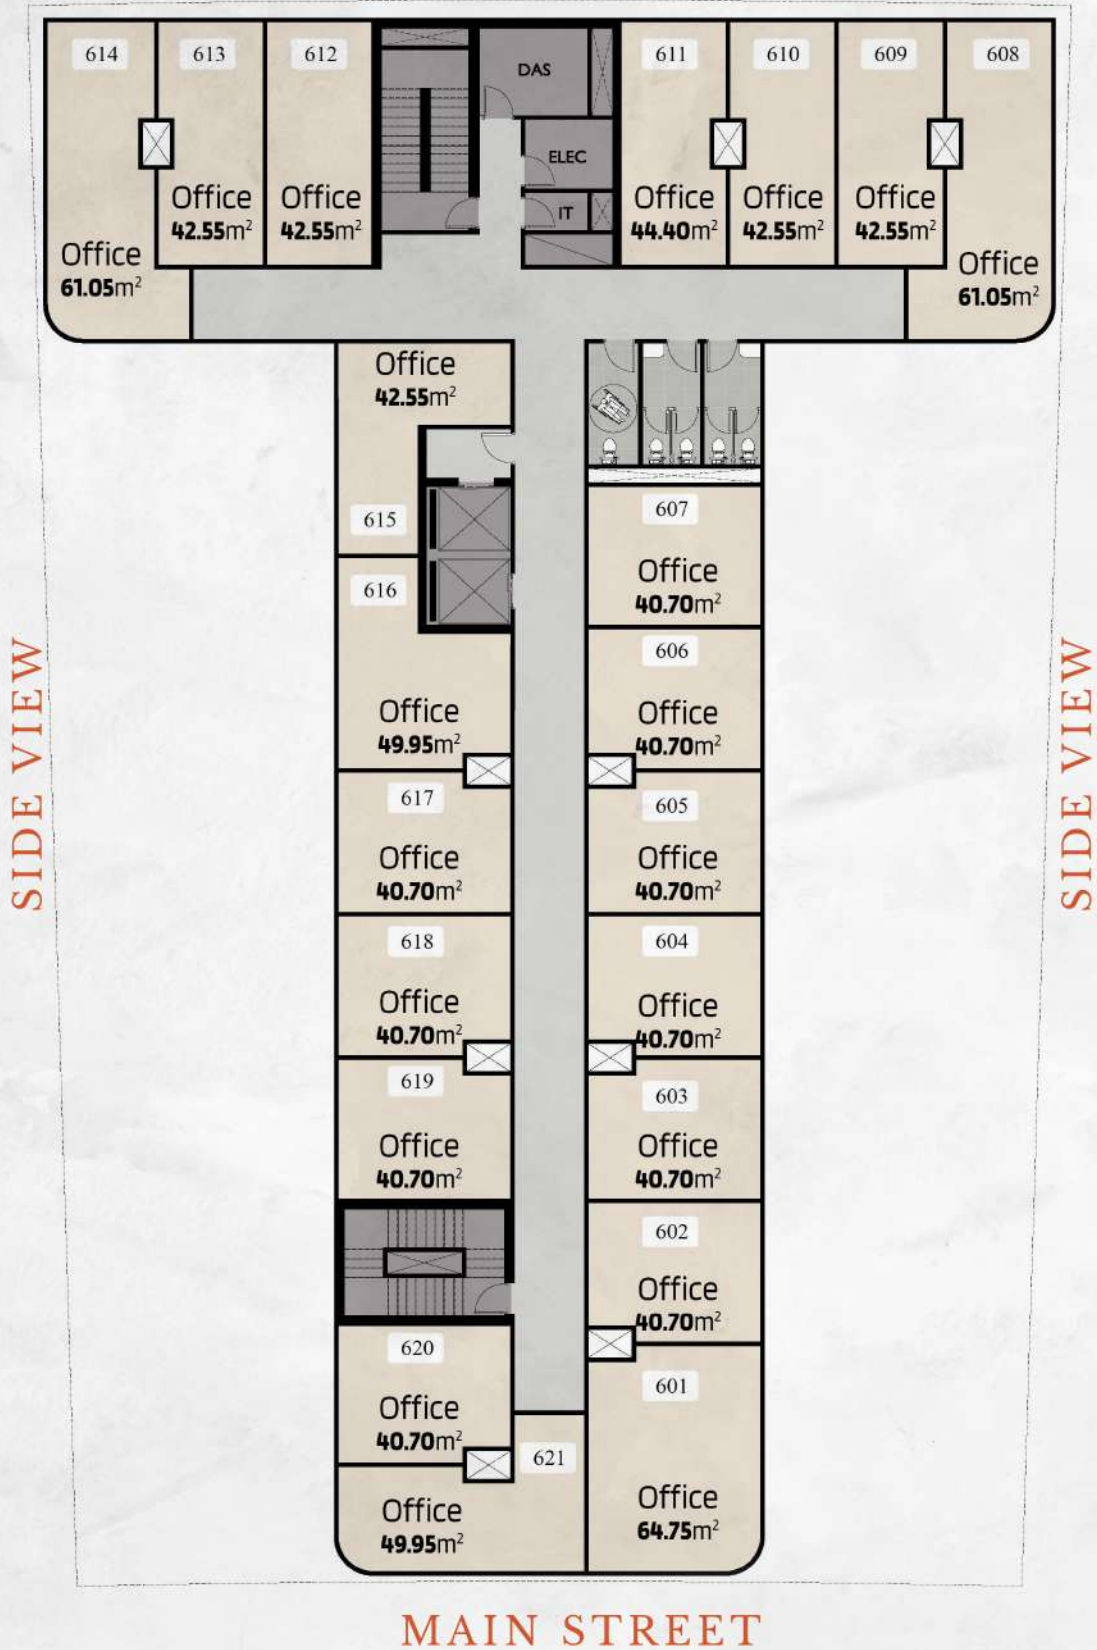 614
613
612
DAS
611
610
609
608
ELEC
IT
Office
42.55m²
Office
42.55m²
Office
44.40m²
Office
42.55m²
Office
42.55m²
Office
61.05m²
Office
61.05m²
Office
42.55m²
615
607
Office
40.70m²
616
606
Office
49.95m²
Office
40.70m²
617
605
Office
40.70m²
Office
40.70m²
618
604
Office
40.70m²
Office
40.70m²
619
603
Office
40.70m²
Office
40.70m²
602
Office
40.70m²
620
601
Office
40.70m²
621
Office
49.95m²
Office
64.75m²
SIDE VIEW
SIDE VIEW
MAIN STREET